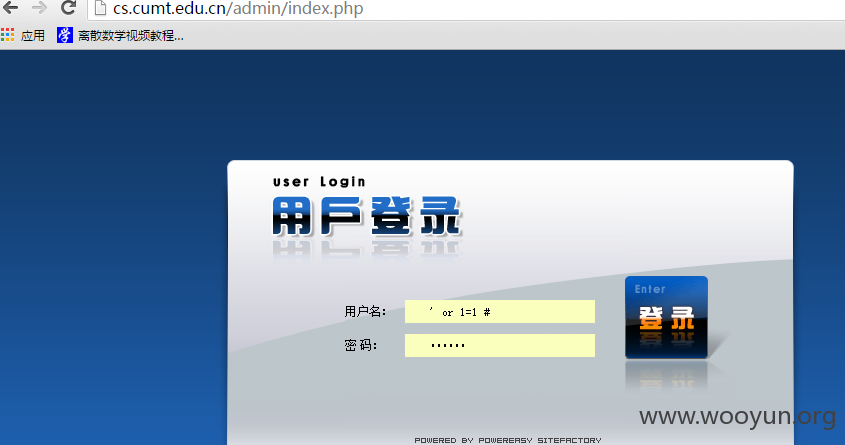 cs.cumt.edu.cn/admin/index.php
应用 离散数学视频教程...
user Login
用戶登录
Enter
登录
用户名： ' or 1=1 #
密 码： ••••••
www.wooyun.org
POWERED BY POWEREASY SITEFACTORY